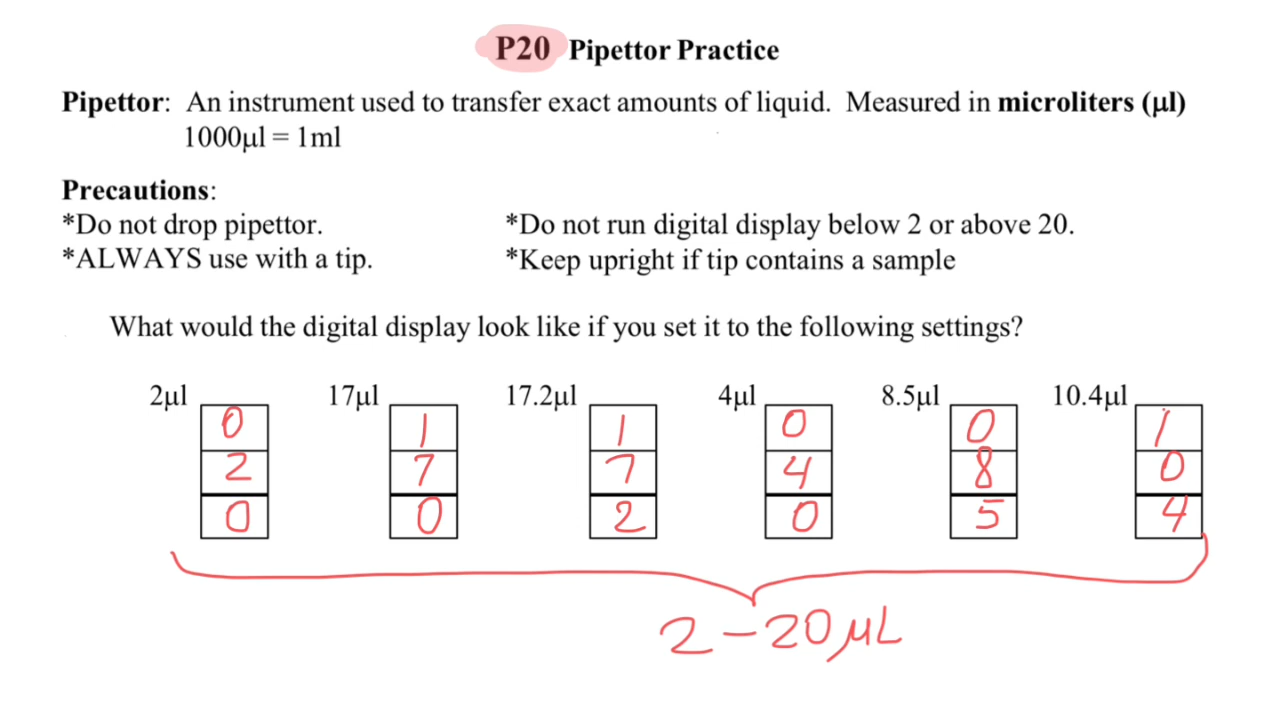 P20 Pipettor Practice
Pipettor: An instrument used to transfer exact amounts of liquid. Measured in microliters (μl)
1000μl = 1ml
Precautions:
*Do not drop pipettor. *Do not run digital display below 2 or above 20.
*ALWAYS use with a tip. *Keep upright if tip contains a sample
What would the digital display look like if you set it to the following settings?
2μl 17μl 17.2μl 4μl 8.5μl 10.4μl
0 1 1 0 0 1
2 7 7 4 8 0
0 0 2 0 5 4
2-20μL